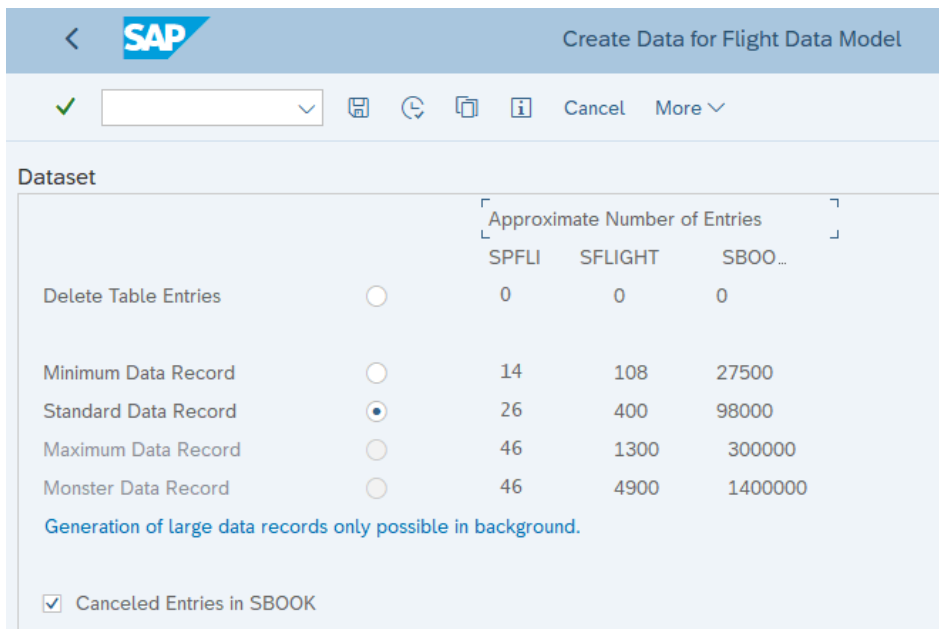 SAP Create Data for Flight Data Model
Cancel More
Dataset
Approximate Number of Entries
SPFLI SFLIGHT SBOO...
Delete Table Entries 0 0 0
Minimum Data Record 14 108 27500
Standard Data Record 26 400 98000
Maximum Data Record 46 1300 300000
Monster Data Record 46 4900 1400000
Generation of large data records only possible in background.
Canceled Entries in SBOOK